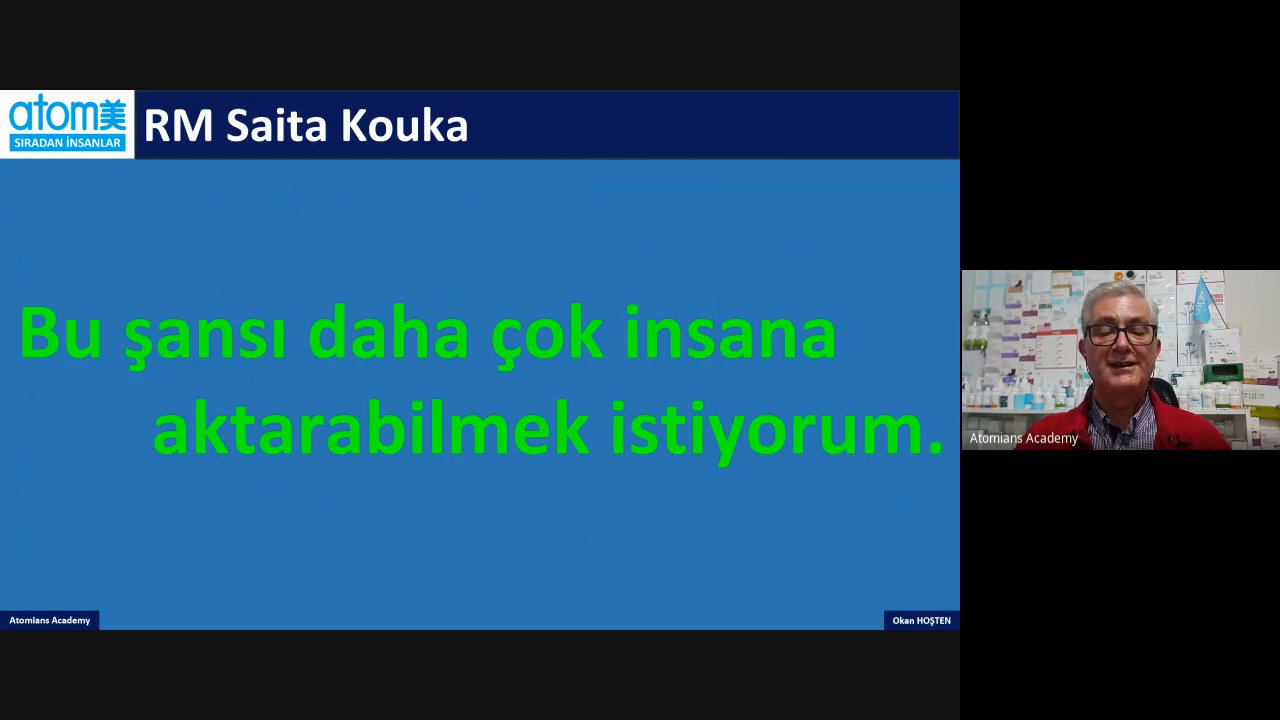 atom美
SIRADAN İNSANLAR
RM Saita Kouka
Bu şansı daha çok insana
aktarabilmek istiyorum.
Atomians Academy
Okan HOŞTEN
Atomians Academy